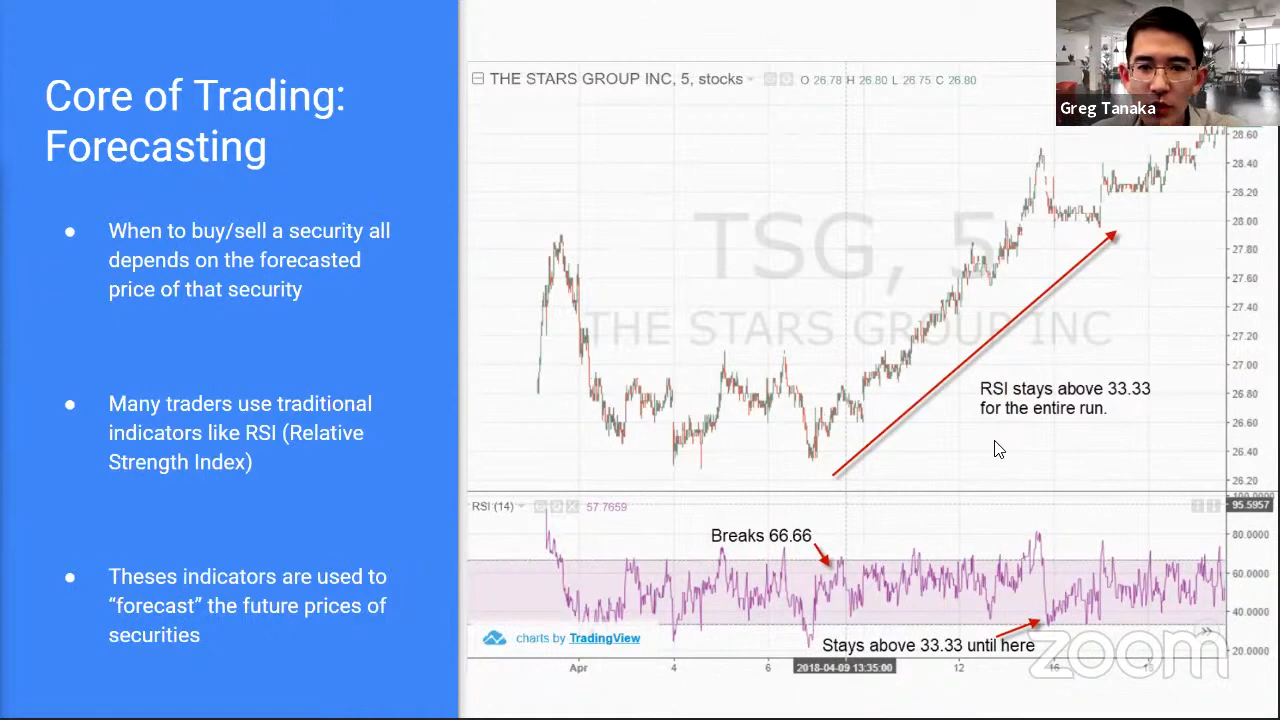 Core of Trading:
Forecasting
● When to buy/sell a security all
depends on the forecasted
price of that security
● Many traders use traditional
indicators like RSI (Relative
Strength Index)
● Theses indicators are used to
“forecast” the future prices of
securities
THE STARS GROUP INC, 5, stocks O 26.78 H 26.80 L 26.75 C 26.80
Greg Tanaka
TSG, 5
THE STARS GROUP INC
28.60
28.40
28.20
28.00
27.80
27.60
27.40
27.20
27.00
26.80
26.60
26.40
26.20
RSI stays above 33.33
for the entire run.
RSI (14) 57.7659
100.0000
95.5957
80.0000
60.0000
40.0000
20.0000
Breaks 66.66
charts by TradingView
Stays above 33.33 until here
zoom
Apr 4 6 2018-04-09 13:35:00 12 16